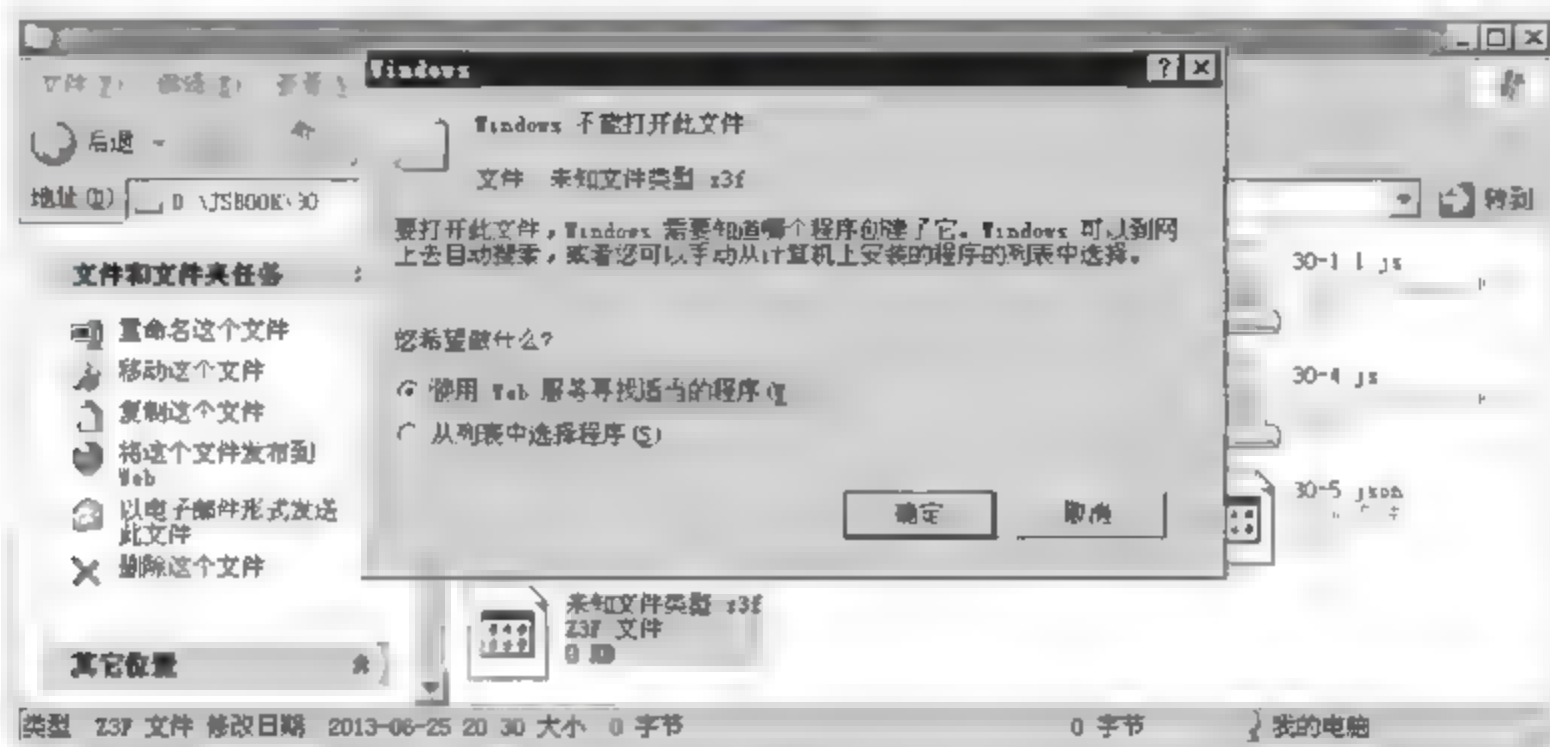 Windows
文件
后退
地址(D) D \JSBOOK\30
转到
Windows 不能打开此文件
文件 未知文件类型 z3f
要打开此文件，Windows 需要知道哪个程序创建了它。Windows 可以到网
上去自动搜索，或者您可以手动从计算机上安装的程序的列表中选择。
您希望做什么？
使用 Web 服务寻找适当的程序(W
从列表中选择程序(S)
确定 取消
文件和文件夹任务
重命名这个文件
移动这个文件
复制这个文件
将这个文件发布到
Web
以电子邮件形式发送
此文件
删除这个文件
其它位置
30-1 1 js
30-4 js
30-5 json
未知文件类型 z3f
Z3F 文件
0 KB
类型 Z3F 文件 修改日期 2013-06-25 20 30 大小 0 字节 0 字节 我的电脑